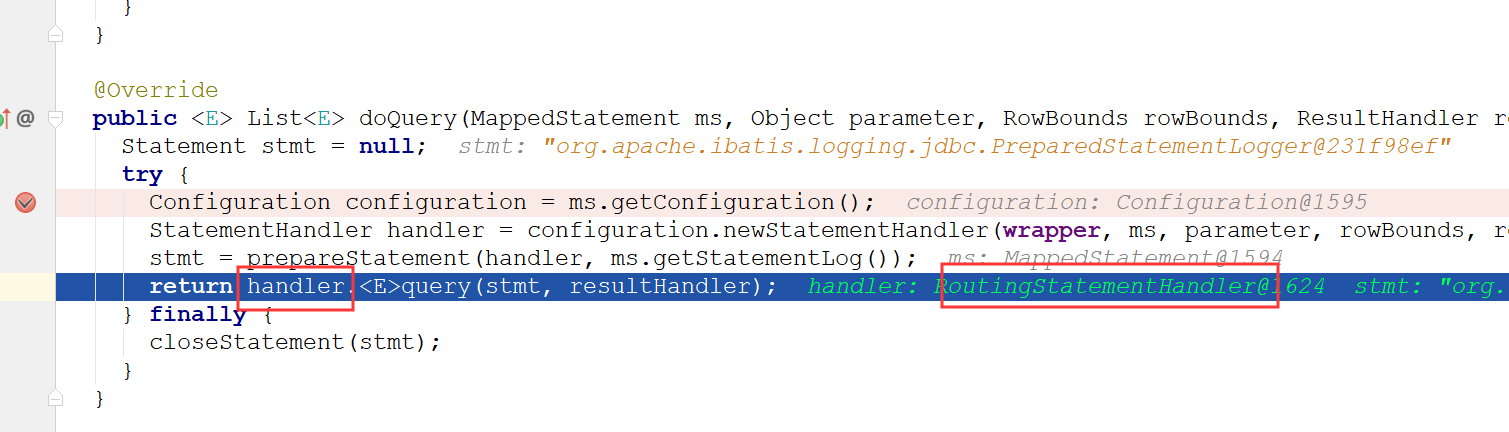 }
}
@Override
public <E> List<E> doQuery(MappedStatement ms, Object parameter, RowBounds rowBounds, ResultHandler r
Statement stmt = null; stmt: "org.apache.ibatis.logging.jdbc.PreparedStatementLogger@231f98ef"
try {
Configuration configuration = ms.getConfiguration(); configuration: Configuration@1595
StatementHandler handler = configuration.newStatementHandler(wrapper, ms, parameter, rowBounds, r
stmt = prepareStatement(handler, ms.getStatementLog()); ms: MappedStatement@1594
return handler.<E>query(stmt, resultHandler); handler: RoutingStatementHandler@1624 stmt: "org.
} finally {
closeStatement(stmt);
}
}